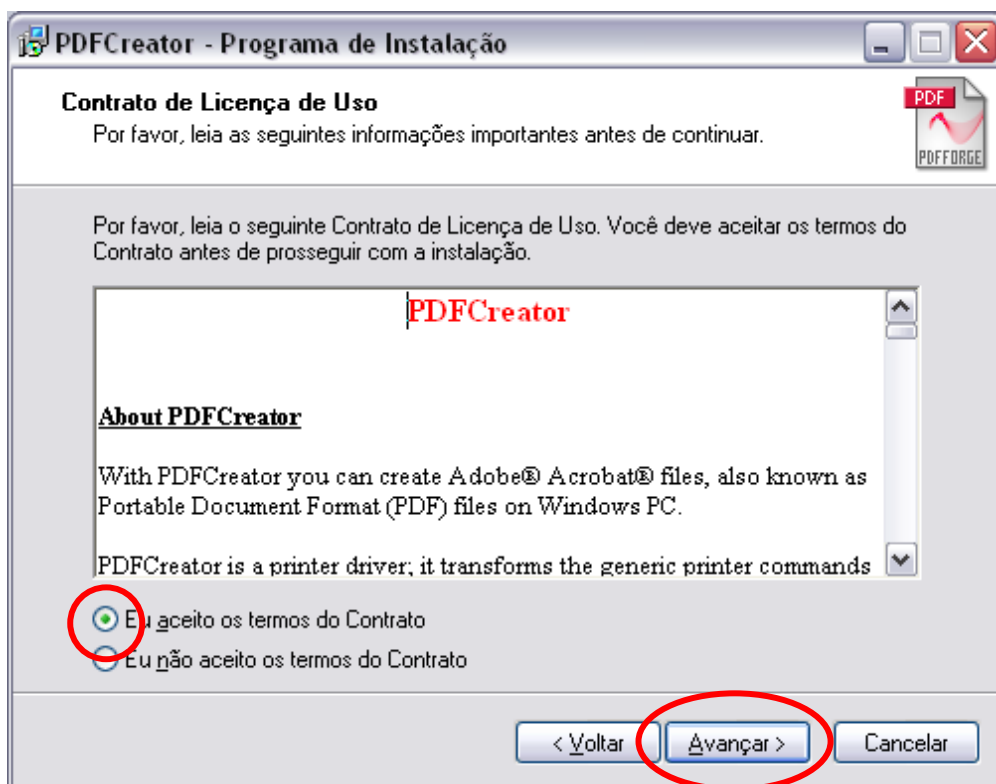 PDFCreator - Programa de Instalação
Contrato de Licença de Uso
Por favor, leia as seguintes informações importantes antes de continuar.
PDF
PDFFORGE
Por favor, leia o seguinte Contrato de Licença de Uso. Você deve aceitar os termos do
Contrato antes de prosseguir com a instalação.
PDFCreator
About PDFCreator
With PDFCreator you can create Adobe® Acrobat® files, also known as
Portable Document Format (PDF) files on Windows PC.
PDFCreator is a printer driver; it transforms the generic printer commands
Eu aceito os termos do Contrato
Eu não aceito os termos do Contrato
< Voltar
Avançar >
Cancelar